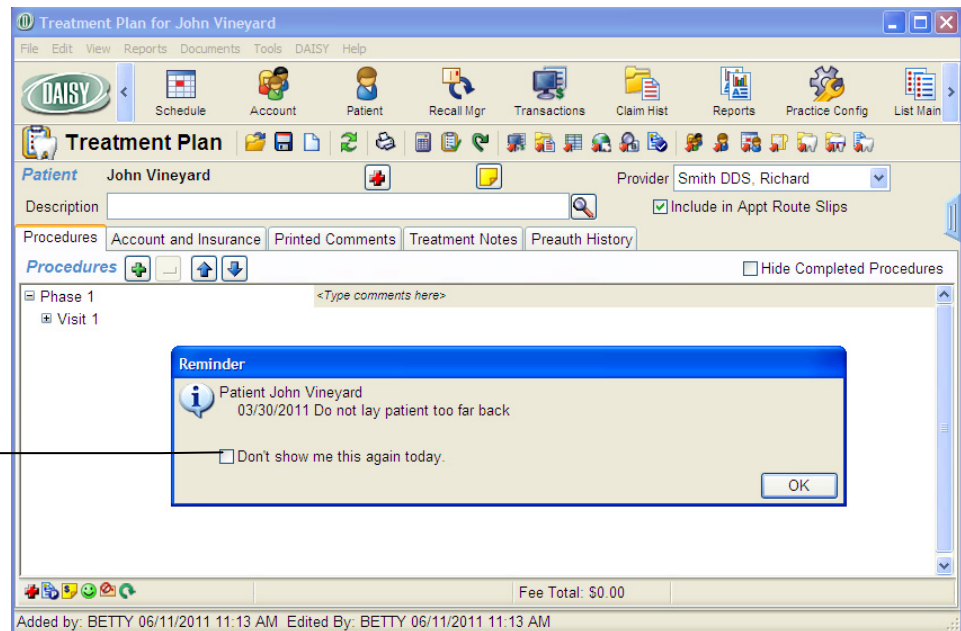 Treatment Plan for John Vineyard
File Edit View Reports Documents Tools DAISY Help
DAISY
Schedule Account Patient Recall Mgr Transactions Claim Hist Reports Practice Config List Main
Treatment Plan
Patient John Vineyard Provider Smith DDS, Richard
Description Include in Appt Route Slips
Procedures Account and Insurance Printed Comments Treatment Notes Preauth History
Procedures Hide Completed Procedures
Phase 1 <Type comments here>
Visit 1
Reminder
Patient John Vineyard
03/30/2011 Do not lay patient too far back
Don't show me this again today.
OK
Fee Total: $0.00
Added by: BETTY 06/11/2011 11:13 AM Edited By: BETTY 06/11/2011 11:13 AM